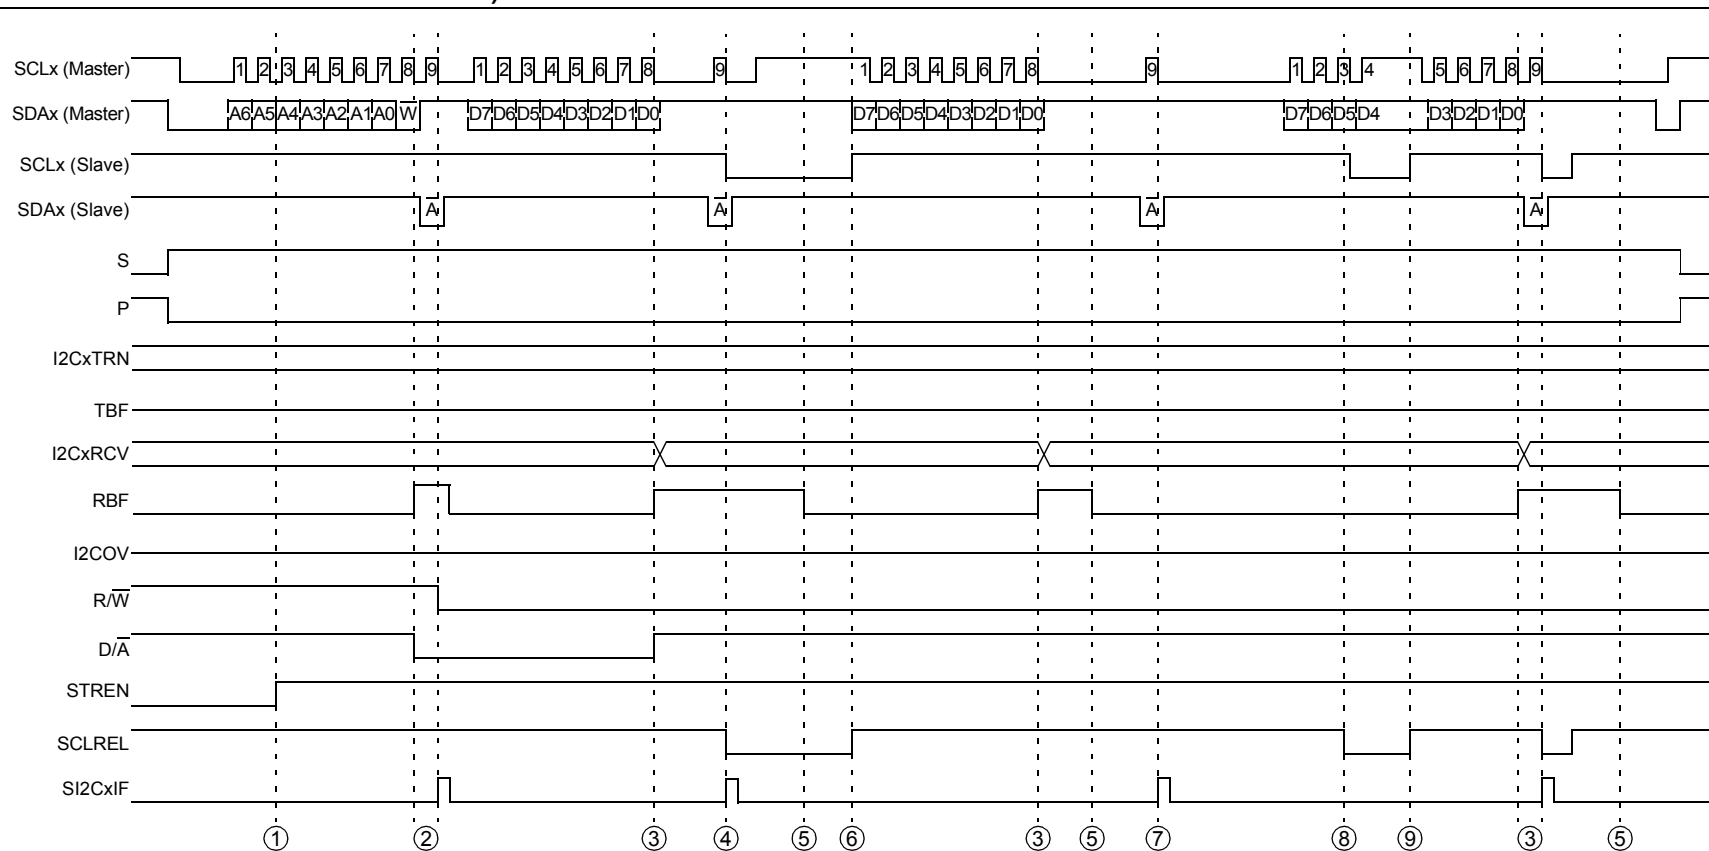 SCLx (Master) 1 2 3 4 5 6 7 8 9 1 2 3 4 5 6 7 8 9 1 2 3 4 5 6 7 8 9 1 2 3 4 5 6 7 8 9
SDAx (Master) A6 A5 A4 A3 A2 A1 A0 W̅ D7 D6 D5 D4 D3 D2 D1 D0 D7 D6 D5 D4 D3 D2 D1 D0 D7 D6 D5 D4 D3 D2 D1 D0
SCLx (Slave)
SDAx (Slave) A̅ A̅ A̅ A̅
S
P
I2CxTRN
TBF
I2CxRCV
RBF
I2COV
R/W̅
D/A̅
STREN
SCLREL
SI2CxIF
① ② ③ ④ ⑤ ⑥ ③ ⑤ ⑦ ⑧ ⑨ ③ ⑤